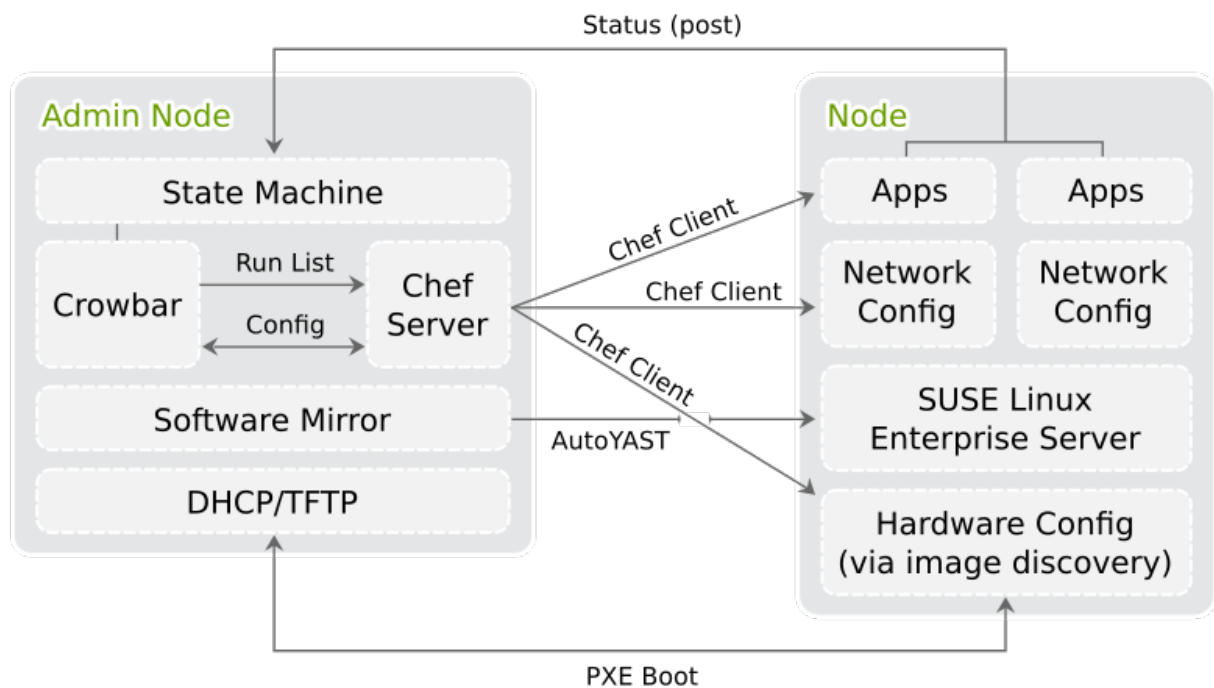 Status (post)
Admin Node
State Machine
Crowbar
Run List
Config
Chef
Server
Software Mirror
DHCP/TFTP
Chef Client
Chef Client
Chef Client
AutoYAST
Node
Apps
Apps
Network
Config
Network
Config
SUSE Linux
Enterprise Server
Hardware Config
(via image discovery)
PXE Boot